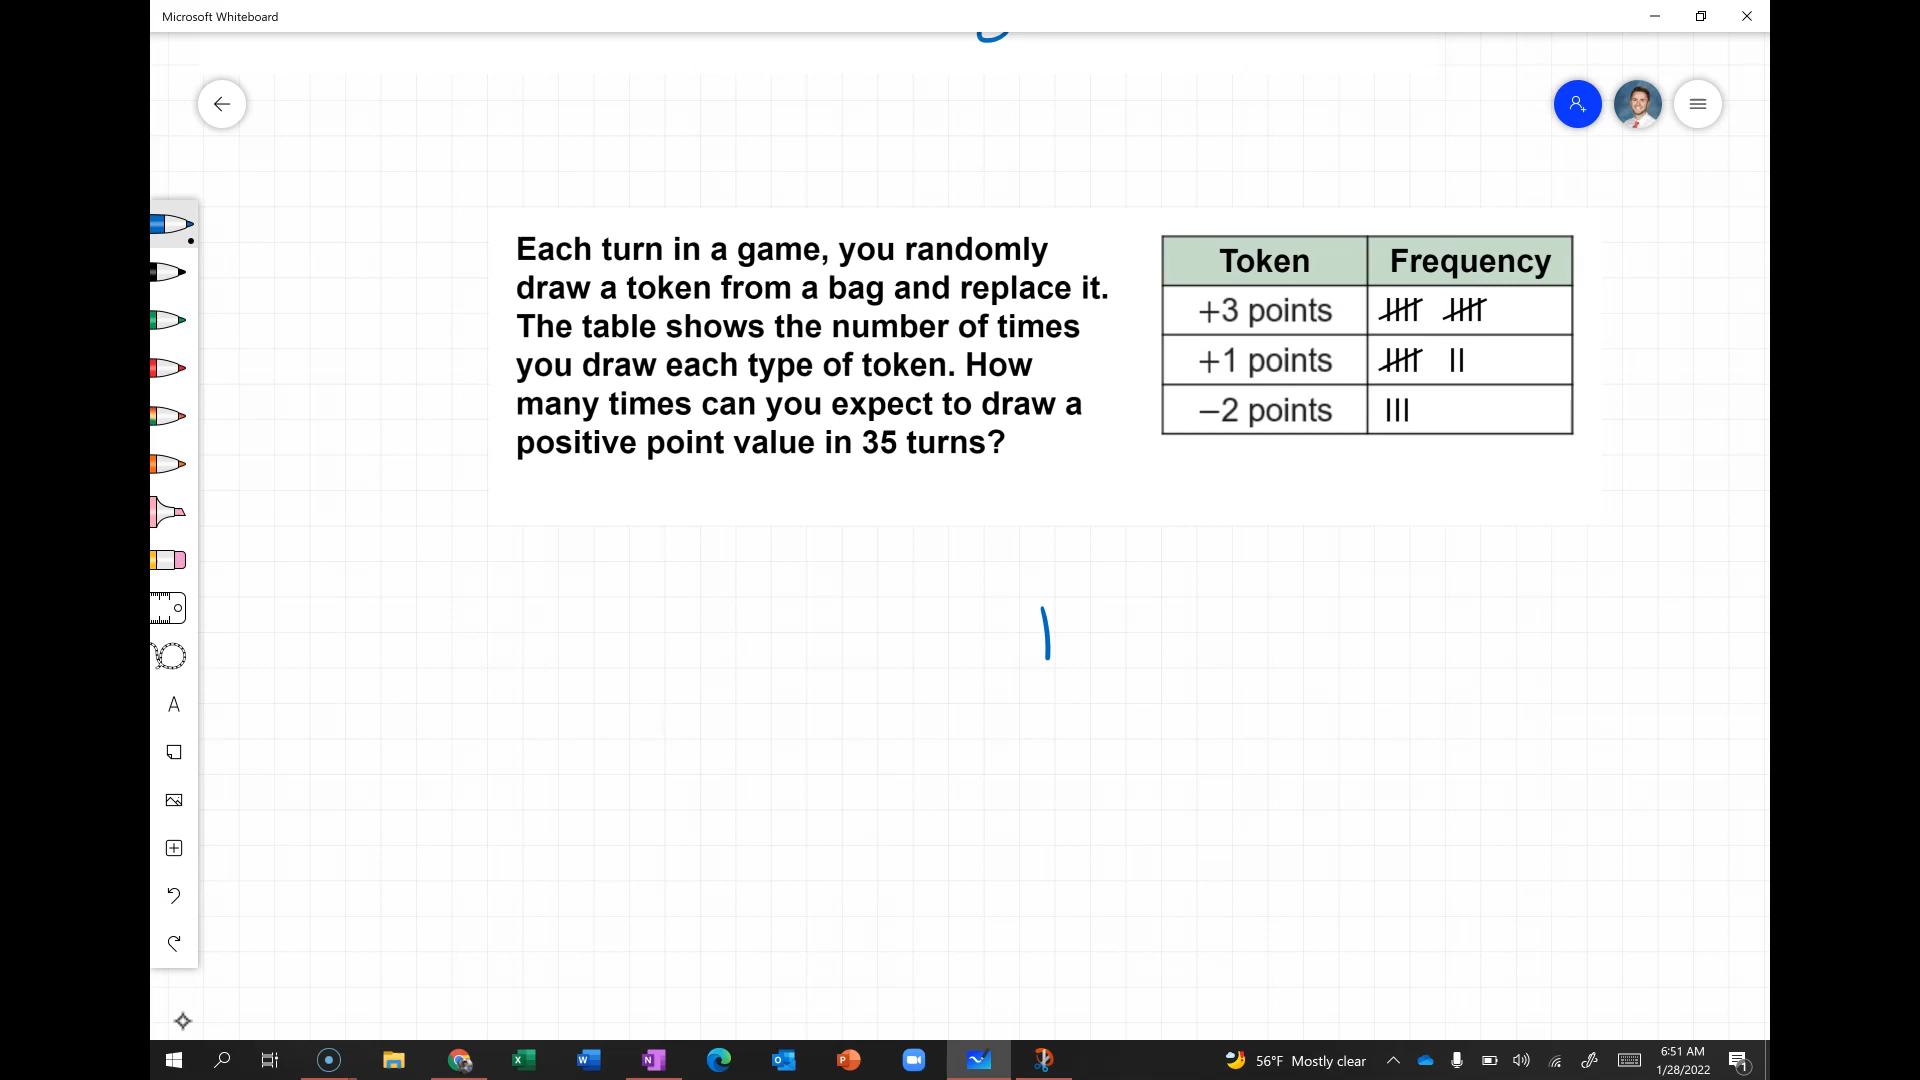 Microsoft Whiteboard
Each turn in a game, you randomly
draw a token from a bag and replace it.
The table shows the number of times
you draw each type of token. How
many times can you expect to draw a
positive point value in 35 turns?
Token Frequency
+3 points
+1 points
−2 points
A
56°F Mostly clear
6:51 AM
1/28/2022
1